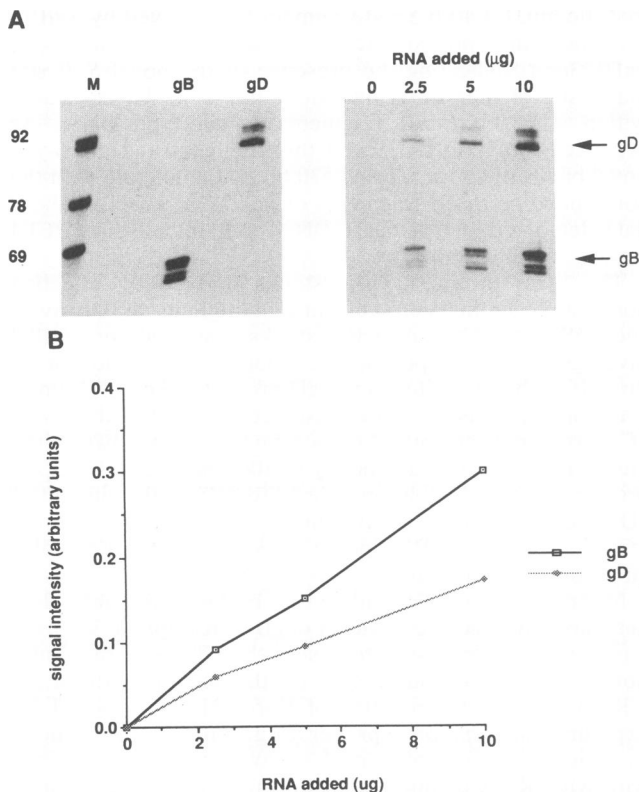 A
RNA added (µg)
M gB gD 0 2.5 5 10
92
gD
78
69
gB
B
0.4
0.3
0.2
0.1
0.0
signal intensity (arbitrary units)
gB
gD
0 2 4 6 8 10
RNA added (ug)